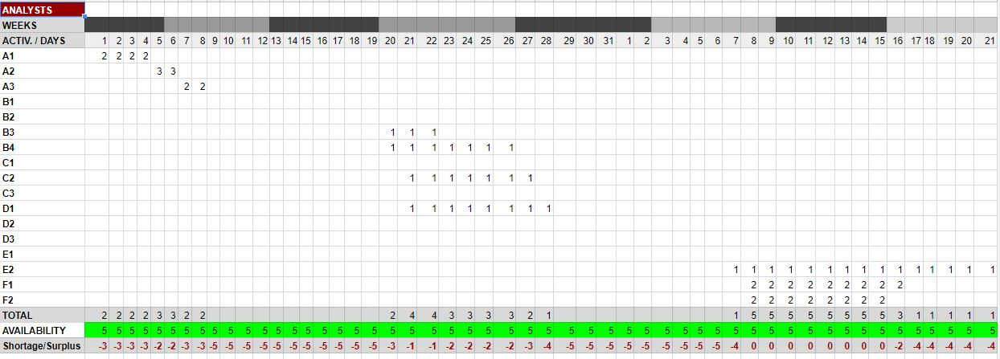 ANALYSTS
WEEKS
ACTIV. / DAYS 1 2 3 4 5 6 7 8 9 10 11 12 13 14 15 16 17 18 19 20 21 22 23 24 25 26 27 28 29 30 31 1 2 3 4 5 6 7 8 9 10 11 12 13 14 15 16 17 18 19 20 21
A1 2 2 2 2
A2 3 3
A3 2 2
B1
B2
B3 1 1 1
B4 1 1 1 1 1 1 1
C1
C2 1 1 1 1 1 1 1
C3
D1 1 1 1 1 1 1 1 1
D2
D3
E1
E2 1 1 1 1 1 1 1 1 1 1 1 1 1 1 1
F1 2 2 2 2 2 2 2 2 2
F2 2 2 2 2 2 2 2 2
TOTAL 2 2 2 2 3 3 2 2 2 4 4 3 3 3 3 2 1 1 5 5 5 5 5 5 5 5 3 1 1 1 1 1
AVAILABILITY 5 5 5 5 5 5 5 5 5 5 5 5 5 5 5 5 5 5 5 5 5 5 5 5 5 5 5 5 5 5 5 5 5 5 5 5 5 5 5 5 5 5 5 5 5 5 5 5 5 5 5 5
Shortage/Surplus -3 -3 -3 -3 -2 -2 -3 -3 -5 -5 -5 -5 -5 -5 -5 -5 -5 -5 -5 -3 -1 -1 -2 -2 -2 -2 -3 -4 -5 -5 -5 -5 -5 -5 -5 -5 -5 -4 0 0 0 0 0 0 0 0 -2 -4 -4 -4 -4 -4